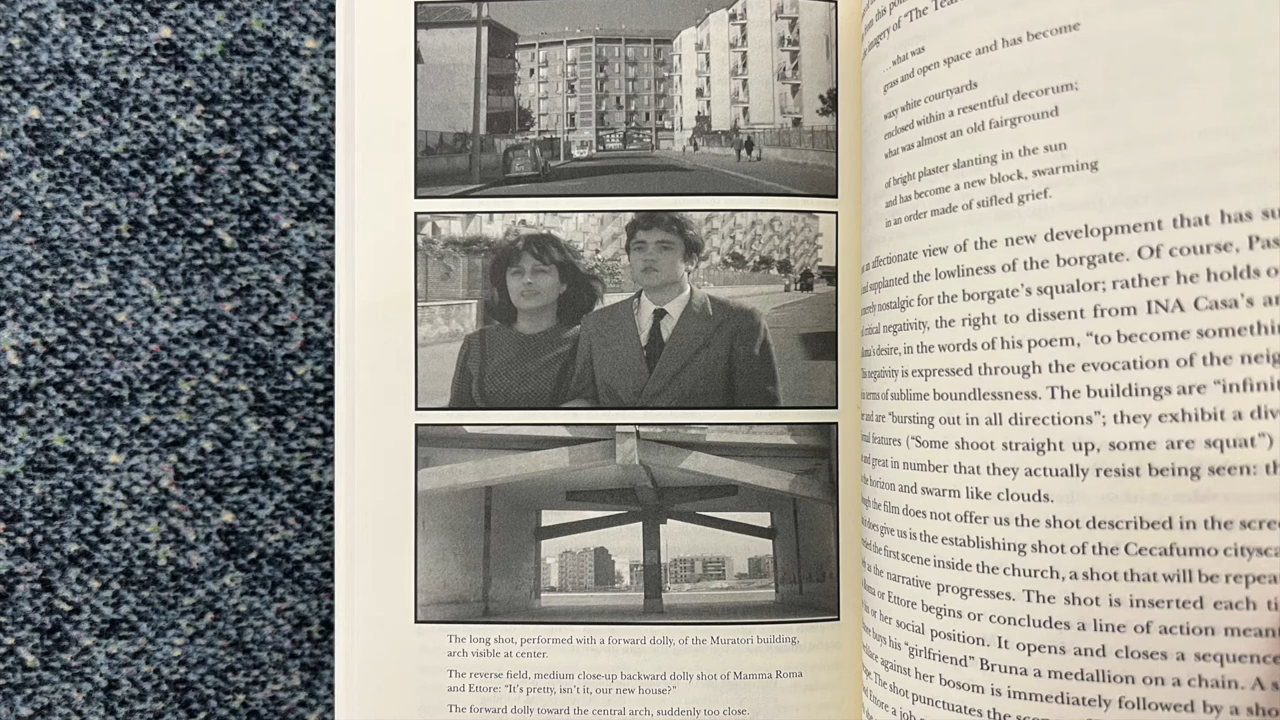 The long shot, performed with a forward dolly, of the Muratori building,
arch visible at center.
The reverse field, medium close-up backward dolly shot of Mamma Roma
and Ettore: “It’s pretty, isn’t it, our new house?”
The forward dolly toward the central arch, suddenly too close.
from this
imagery of “The
…what was
grass and open space and has become
waxy white courtyards
enclosed within a resentful decorum;
what was almost an old fairground
of bright plaster slanting in the sun
and has become a new block, swarming
in an order made of stifled grief.
affectionate view of the new development that has
supplanted the lowliness of the borgate. Of course,
nostalgic for the borgate’s squalor; rather he holds
critical negativity, the right to dissent from INA Casa’s
desire, in the words of his poem, “to become
negativity is expressed through the evocation of the
terms of sublime boundlessness. The buildings are
and are “bursting out in all directions”; they exhibit a
features (“Some shoot straight up, some are squat”)
and great in number that they actually resist being seen:
the horizon and swarm like clouds.
the film does not offer us the shot described in the
does give us is the establishing shot of the Cecafumo
the first scene inside the church, a shot that will be
as the narrative progresses. The shot is inserted each
Roma or Ettore begins or concludes a line of action
his or her social position. It opens and closes a
buys his “girlfriend” Bruna a medallion on a chain. A
against her bosom is immediately followed by a
The shot punctuates the
Ettore a job